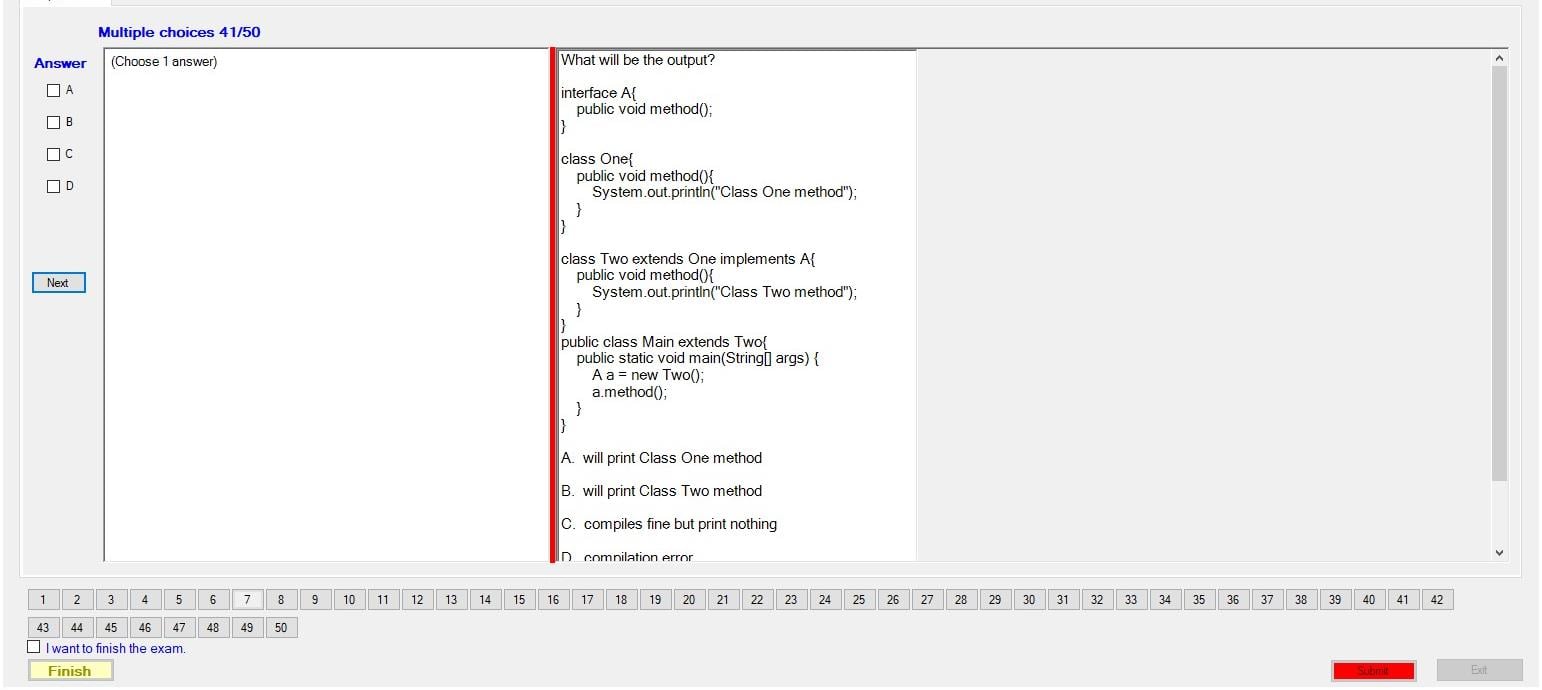 Multiple choices 41/50
Answer
A
B
C
D
Next
(Choose 1 answer)
What will be the output?
interface A{
public void method();
}
class One{
public void method(){
System.out.println("Class One method");
}
}
class Two extends One implements A{
public void method(){
System.out.println("Class Two method");
}
}
public class Main extends Two{
public static void main(String[] args) {
A a = new Two();
a.method();
}
}
A. will print Class One method
B. will print Class Two method
C. compiles fine but print nothing
D. compilation error
1 2 3 4 5 6 7 8 9 10 11 12 13 14 15 16 17 18 19 20 21 22 23 24 25 26 27 28 29 30 31 32 33 34 35 36 37 38 39 40 41 42
43 44 45 46 47 48 49 50
I want to finish the exam.
Finish
Submit
Exit